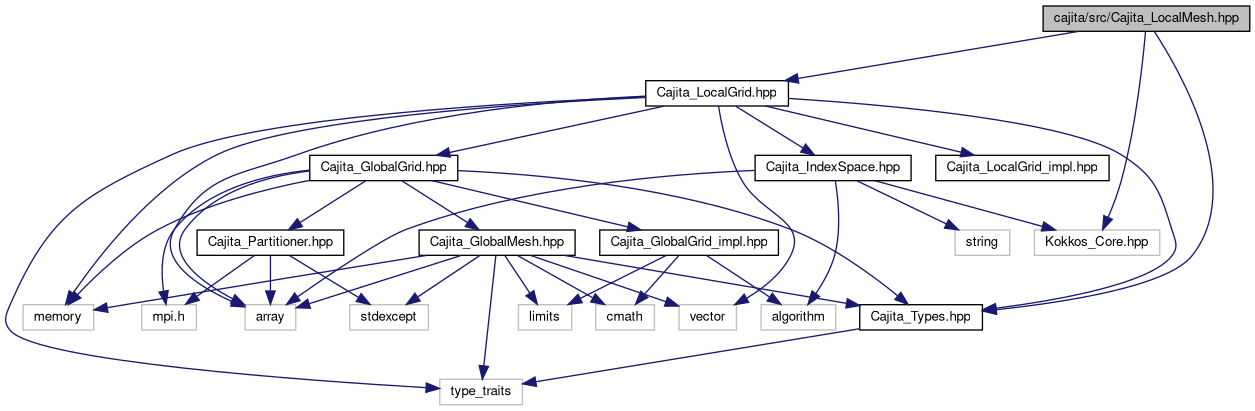 cajita/src/Cajita_LocalMesh.hpp
Cajita_LocalGrid.hpp
Cajita_GlobalGrid.hpp
Cajita_IndexSpace.hpp
Cajita_LocalGrid_impl.hpp
Cajita_Partitioner.hpp
Cajita_GlobalMesh.hpp
Cajita_GlobalGrid_impl.hpp
string
Kokkos_Core.hpp
memory
mpi.h
array
stdexcept
limits
cmath
vector
algorithm
Cajita_Types.hpp
type_traits